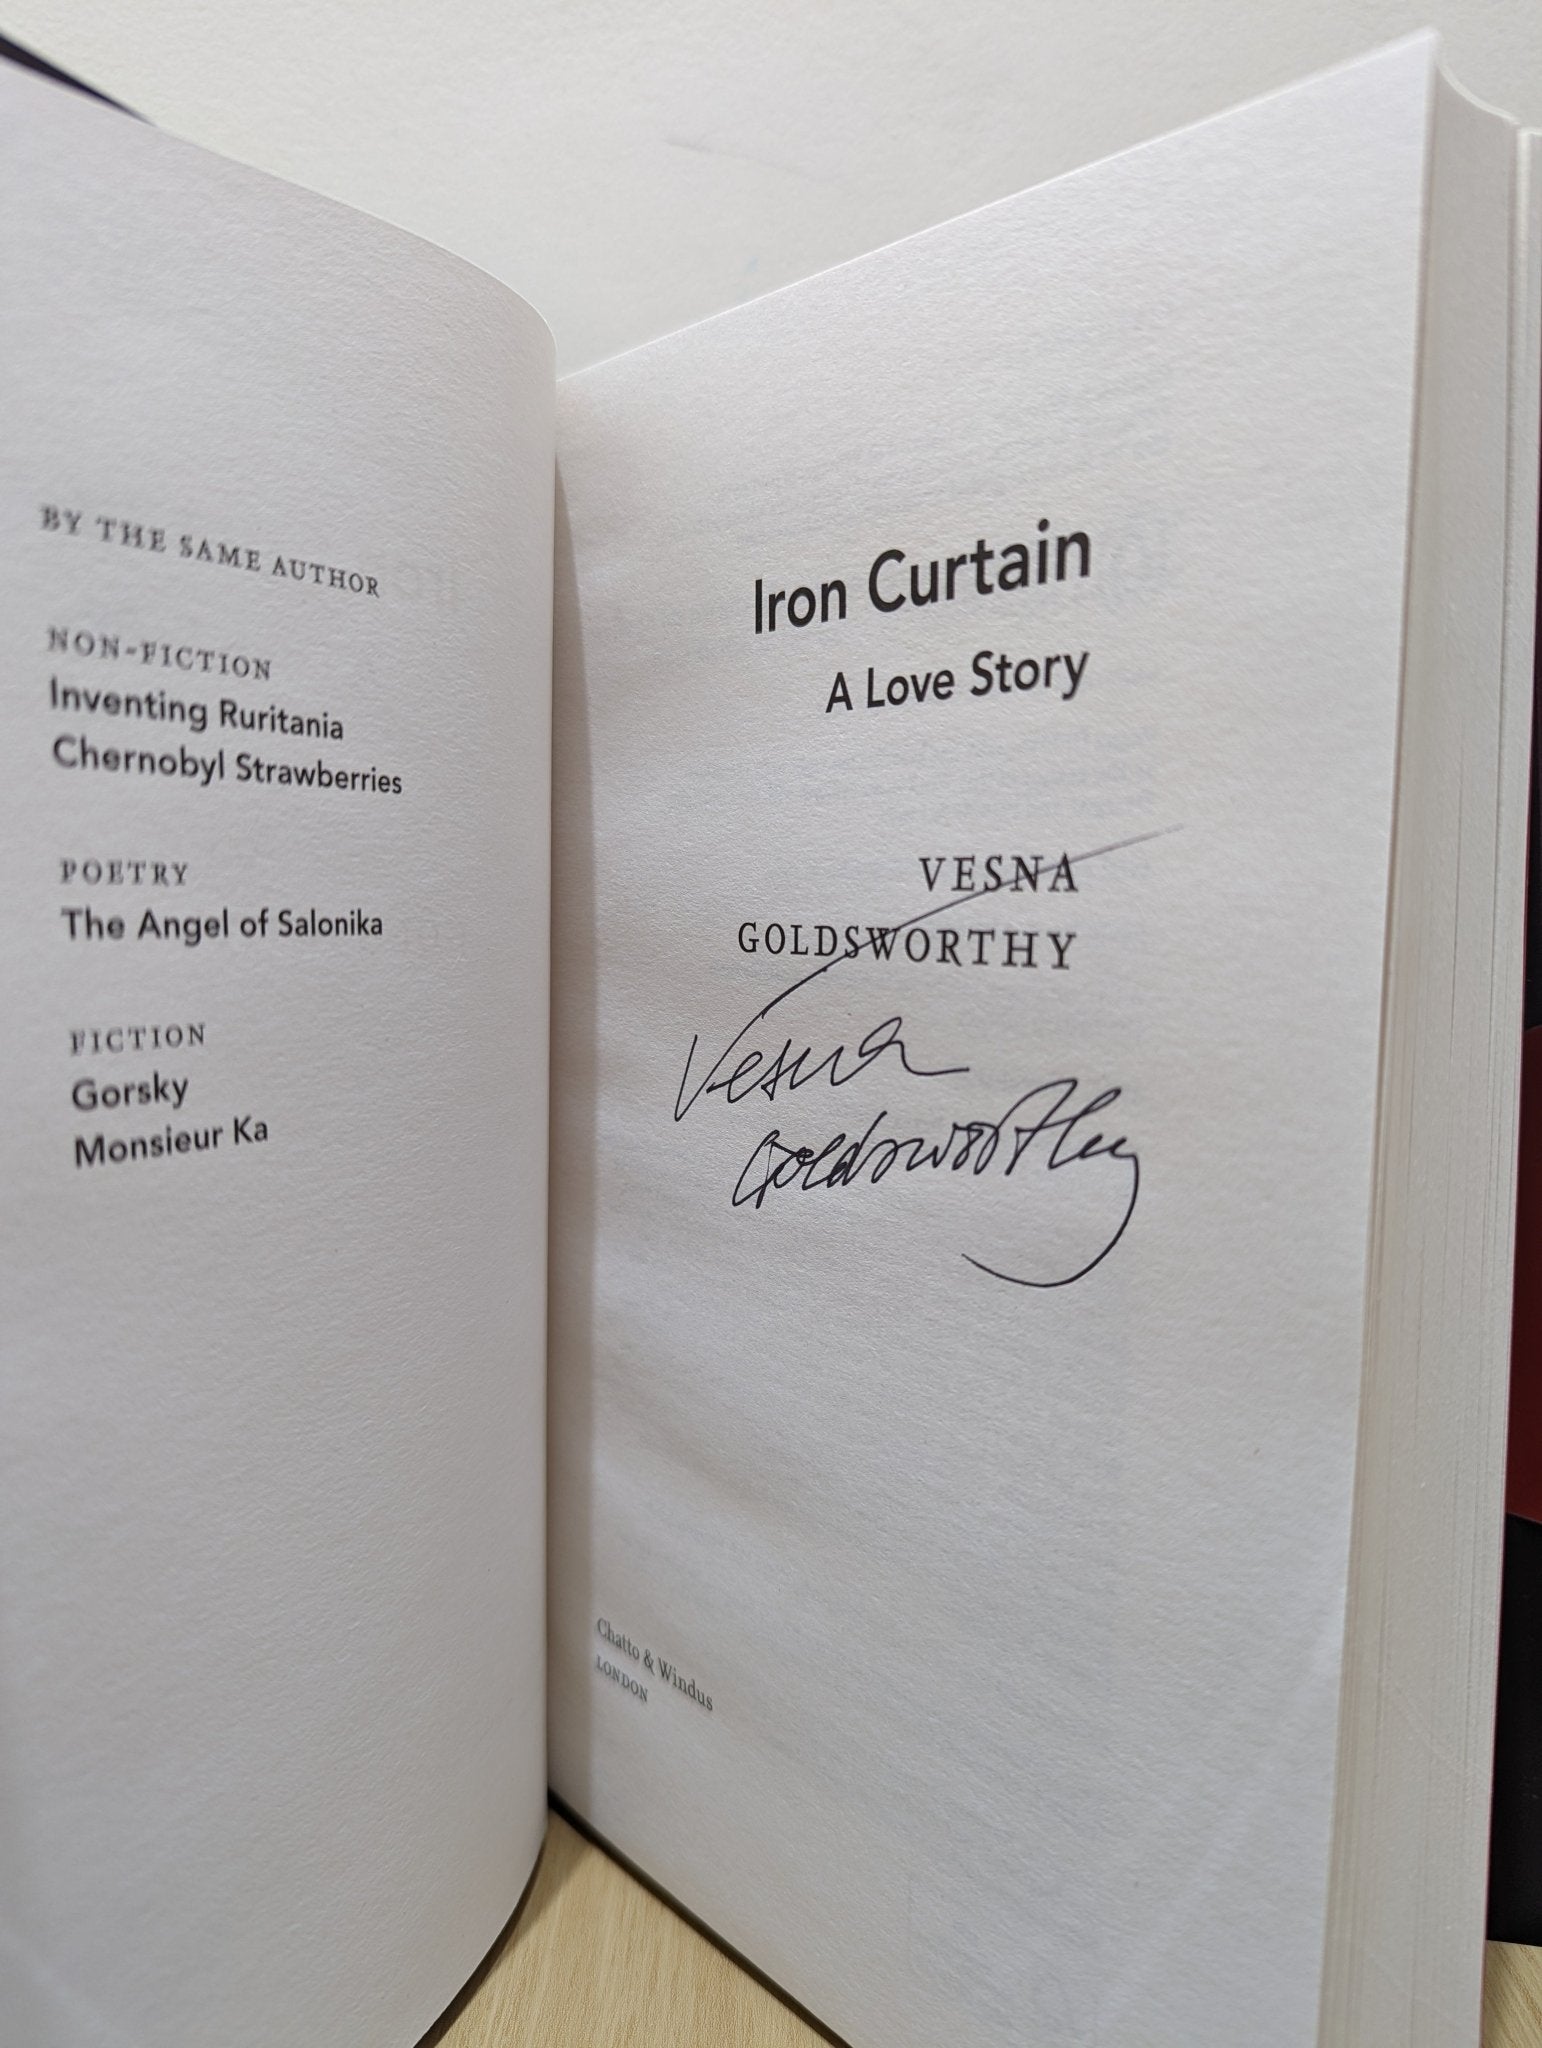 BY THE SAME AUTHOR
NON-FICTION
Inventing Ruritania
Chernobyl Strawberries
POETRY
The Angel of Salonika
FICTION
Gorsky
Monsieur Ka
Iron Curtain
A Love Story
VESNA
GOLDSWORTHY
Vesna
Goldsworthy
Chatto & Windus
LONDON